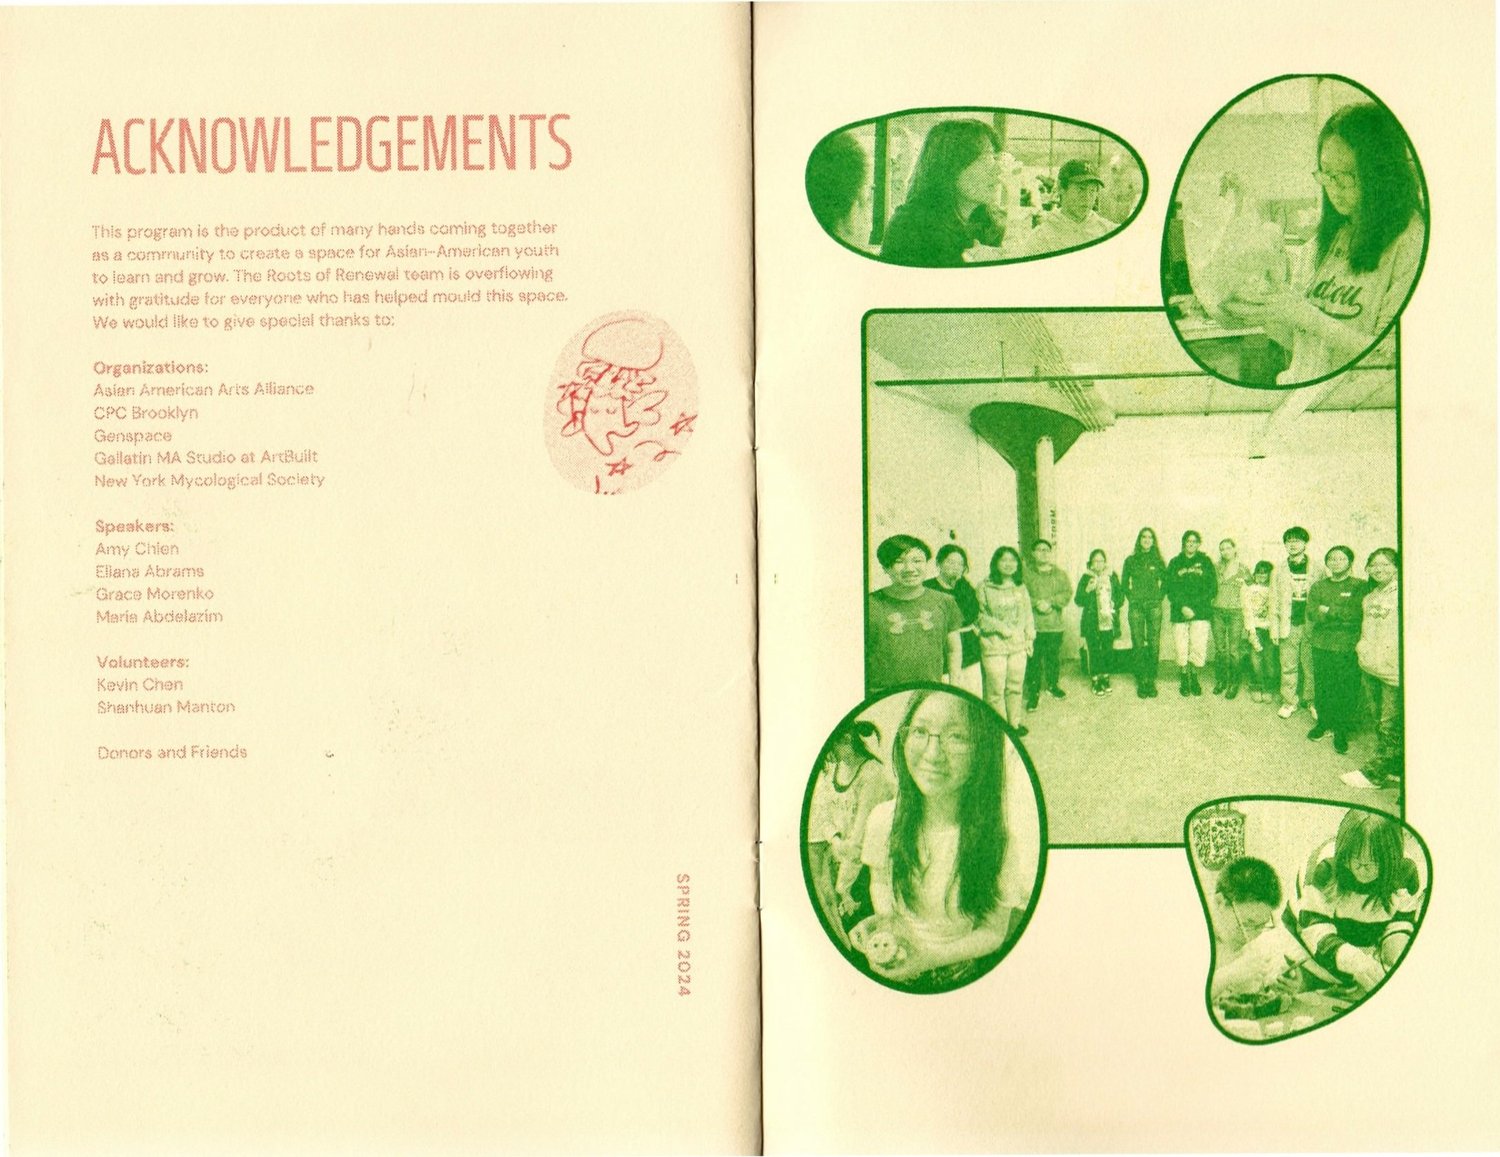 ACKNOWLEDGEMENTS
This program is the product of many hands coming together
as a community to create a space for Asian-American youth
to learn and grow. The Roots of Renewal team is overflowing
with gratitude for everyone who has helped mould this space.
We would like to give special thanks to:
Organizations:
Asian American Arts Alliance
CPC Brooklyn
Genspace
Gallatin MA Studio at ArtBuilt
New York Mycological Society
Speakers:
Amy Chien
Eliana Abrams
Grace Morenko
Maria Abdelazim
Volunteers:
Kevin Chen
Shanhuan Manton
Donors and Friends
SPRING 2024
STORM